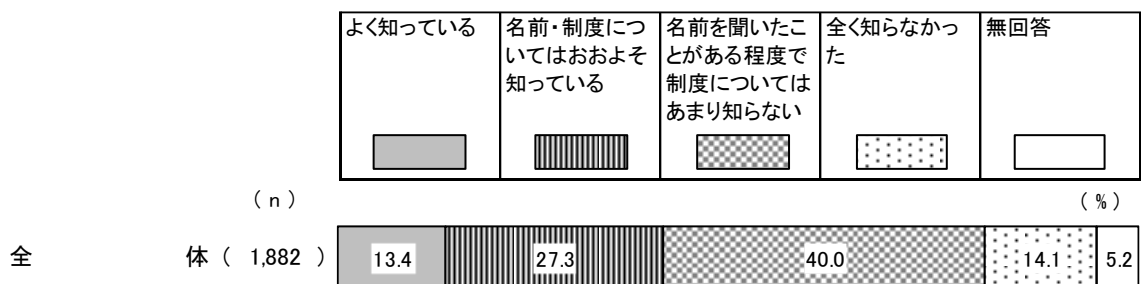 よく知っている
名前・制度につ
いてはおおよそ
知っている
名前を聞いたこ
とがある程度で
制度については
あまり知らない
全く知らなかっ
た
無回答
(n)
(%)
全体(1,882)
13.4
27.3
40.0
14.1
5.2